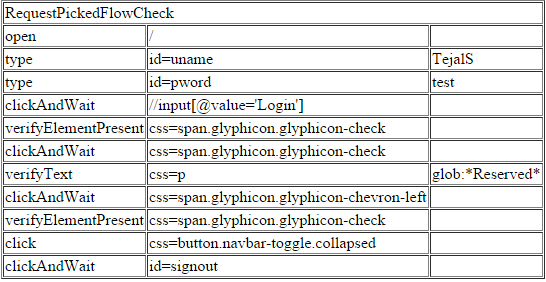 RequestPickedFlowCheck
open /
type id=uname TejalS
type id=pword test
clickAndWait //input[@value='Login']
verifyElementPresent css=span.glyphicon.glyphicon-check
clickAndWait css=span.glyphicon.glyphicon-check
verifyText css=p glob:*Reserved*
clickAndWait css=span.glyphicon.glyphicon-chevron-left
verifyElementPresent css=span.glyphicon.glyphicon-check
click css=button.navbar-toggle.collapsed
clickAndWait id=signout